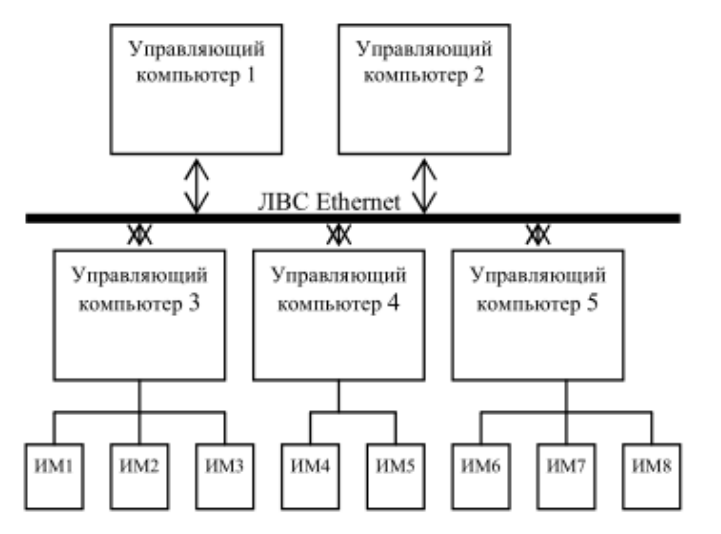 Управляющий
компьютер 1
Управляющий
компьютер 2
ЛВС Ethernet
Управляющий
компьютер 3
Управляющий
компьютер 4
Управляющий
компьютер 5
ИМ1
ИМ2
ИМ3
ИМ4
ИМ5
ИМ6
ИМ7
ИМ8